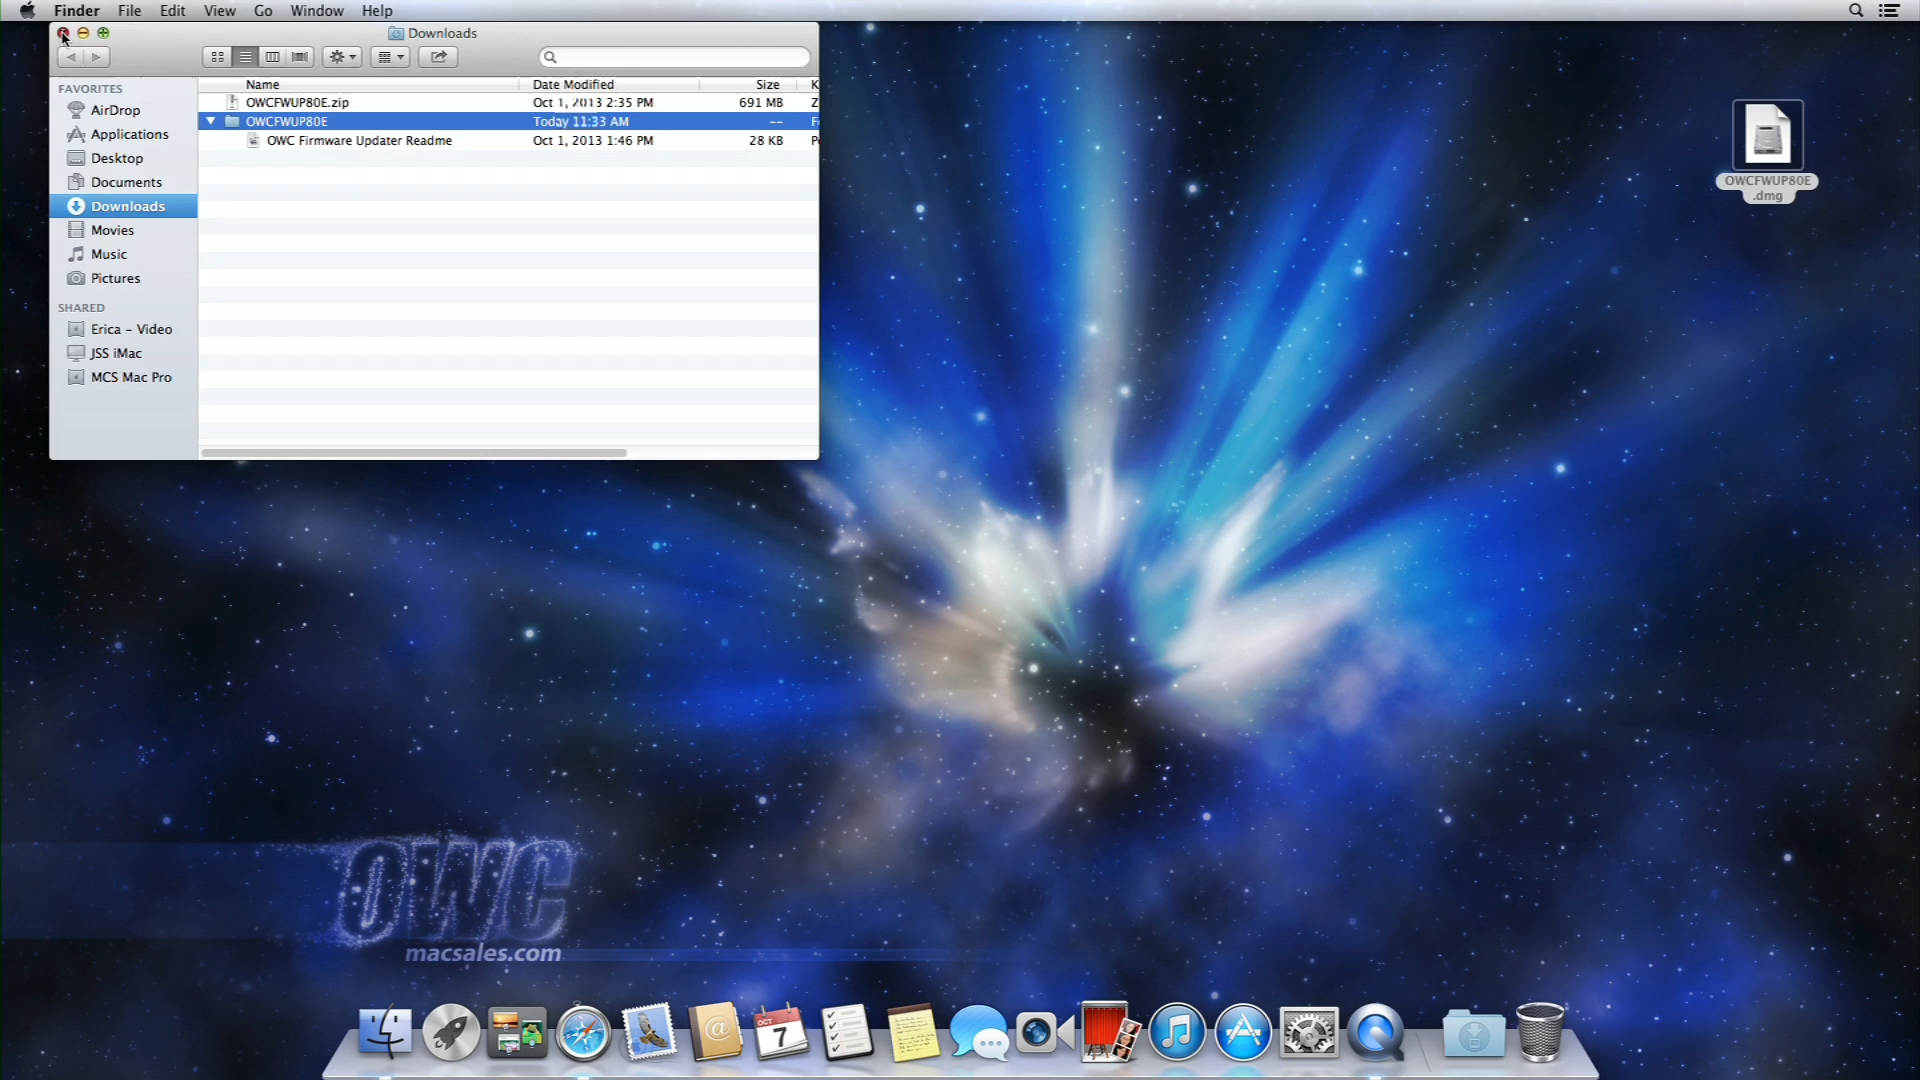 Finder File Edit View Go Window Help
Downloads
FAVORITES
AirDrop
Applications
Desktop
Documents
Downloads
Movies
Music
Pictures
SHARED
Erica - Video
JSS iMac
MCS Mac Pro
Name Date Modified Size K
OWCFWUP80E.zip Oct 1, 2013 2:35 PM 691 MB Z
OWCFWUP80E Today 11:33 AM -- F
OWC Firmware Updater Readme Oct 1, 2013 1:46 PM 28 KB P
OWCFWUP80E
.dmg
OWC
macsales.com
OCT
7